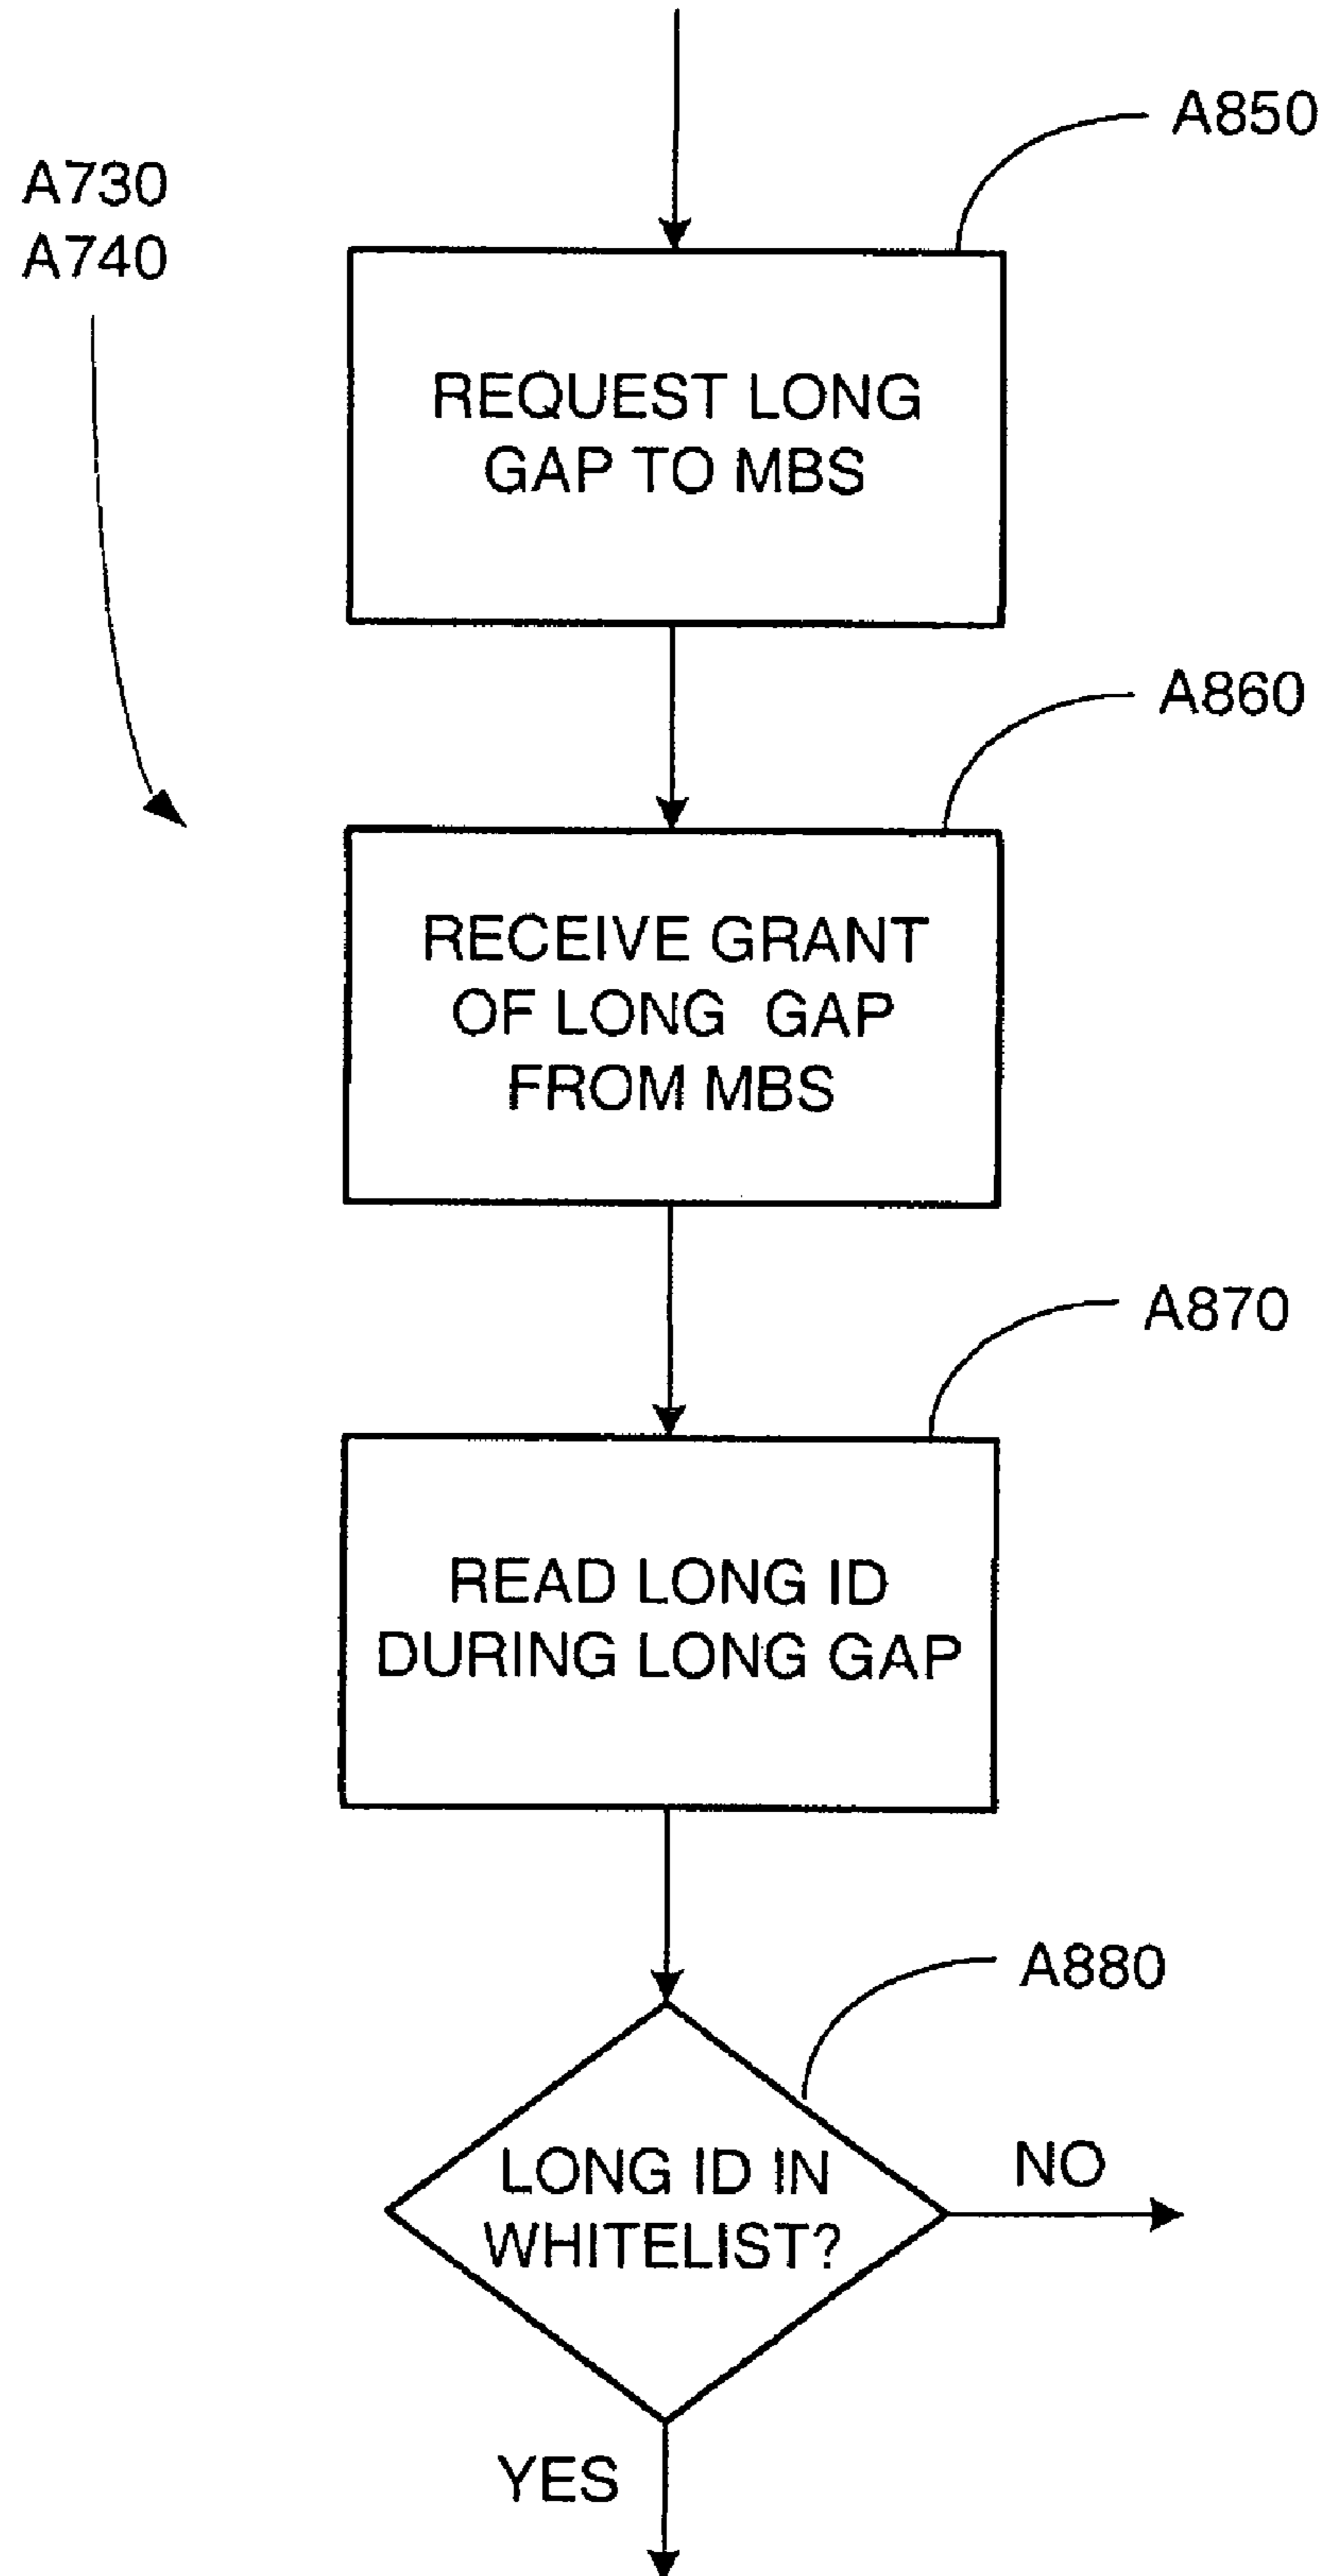 A850
A730
A740
REQUEST LONG
GAP TO MBS
A860
RECEIVE GRANT
OF LONG GAP
FROM MBS
A870
READ LONG ID
DURING LONG GAP
A880
LONG ID IN
WHITELIST?
NO
YES